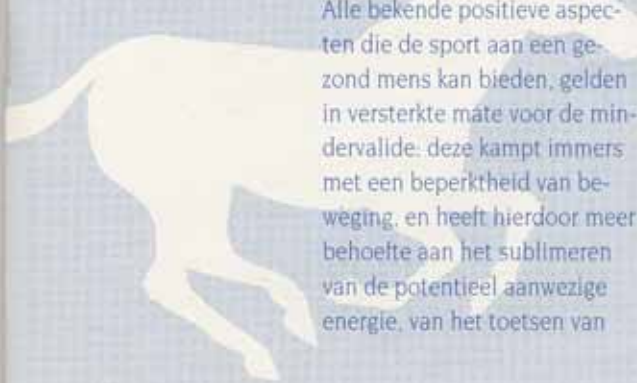 Alle bekende positieve aspec-
ten die de sport aan een ge-
zond mens kan bieden, gelden
in versterkte mate voor de min-
dervalide: deze kampt immers
met een beperktheid van be-
weging, en heeft hierdoor meer
behoefte aan het sublimeren
van de potentieel aanwezige
energie, van het toetsen van